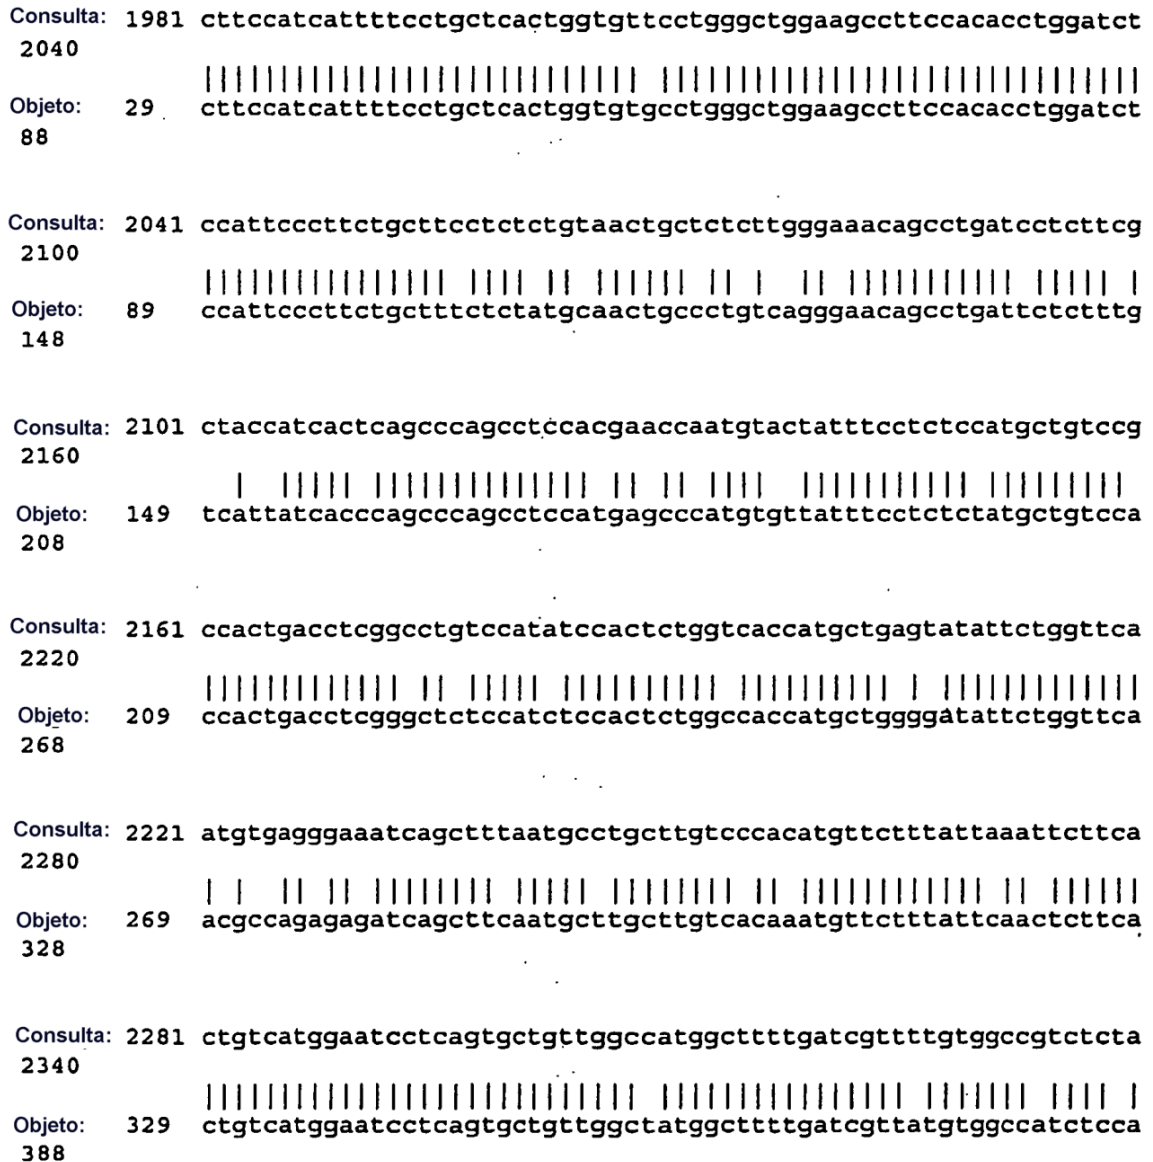 Consulta: 1981 cttccatcattttcctgctcactggtgttcctgggctggaagccttccacacctggatct
2040
||||||||||||||||||||||||||||| |||||||||||||||||||||||||||||||
Objeto: 29 cttccatcattttcctgctcactggtgtgcctgggctggaagccttccacacctggatct
88
Consulta: 2041 ccattcccttctgcttcctctctgtaactgctctcttgggaaacagcctgatcctcttcg
2100
|||||||||||||||| |||| || |||||| || | || ||||||||||| ||||| |
Objeto: 89 ccattcccttctgctttctctatgcaactgccctgtcagggaacagcctgattctctttg
148
Consulta: 2101 ctaccatcactcagcccagcctccacgaaccaatgtactatttcctctccatgctgtccg
2160
| ||||| |||||||||||||| || || |||| ||||||||||| |||||||||
Objeto: 149 tcattatcacccagcccagcctccatgagcccatgtgttatttcctctctatgctgtcca
208
Consulta: 2161 ccactgacctcggcctgtccatatccactctggtcaccatgctgagtatattctggttca
2220
||||||||||||| || ||||| |||||||||| |||||||||| | |||||||||||||
Objeto: 209 ccactgacctcgggctctccatctccactctggccaccatgctggggatattctggttca
268
Consulta: 2221 atgtgagggaaatcagctttaatgcctgcttgtcccacatgttctttattaaattcttca
2280
| | || || |||||||| ||||| |||||||| || |||||||||||| || ||||||
Objeto: 269 acgccagagagatcagcttcaatgcttgcttgtcacaaatgttctttattcaactcttca
328
Consulta: 2281 ctgtcatggaatcctcagtgctgttggccatggcttttgatcgttttgtggccgtctcta
2340
|||||||||||||||||||||||||||| |||||||||||||||| ||||||| |||| |
Objeto: 329 ctgtcatggaatcctcagtgctgttggctatggcttttgatcgttatgtggccatctcca
388